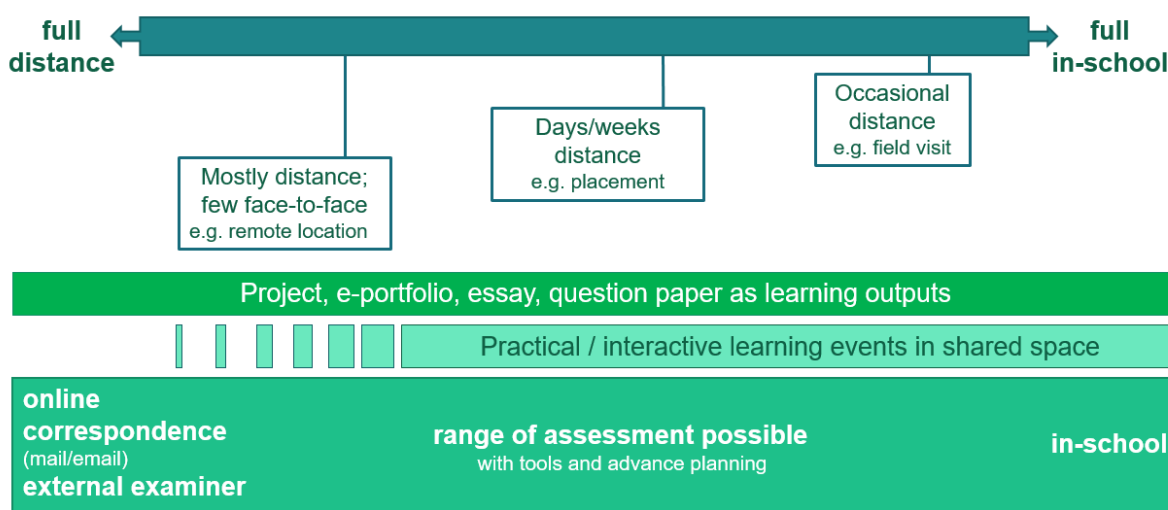 full
distance
full
in-school
Mostly distance;
few face-to-face
e.g. remote location
Days/weeks
distance
e.g. placement
Occasional
distance
e.g. field visit
Project, e-portfolio, essay, question paper as learning outputs
Practical / interactive learning events in shared space
online
correspondence
(mail/email)
external examiner
range of assessment possible
with tools and advance planning
in-school